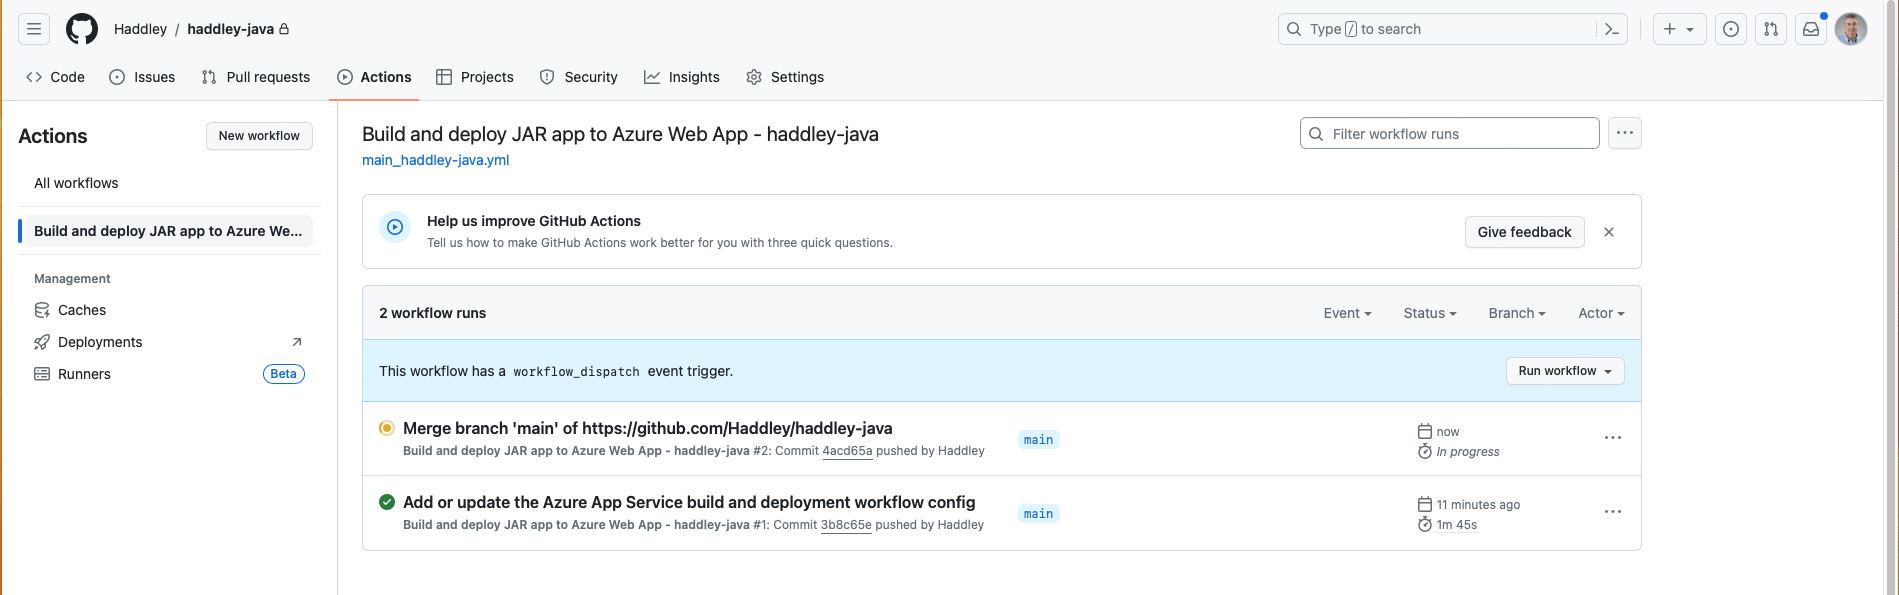 Haddley / haddley-java
Type / to search
Code
Issues
Pull requests
Actions
Projects
Security
Insights
Settings
Actions
New workflow
All workflows
Build and deploy JAR app to Azure We...
Management
Caches
Deployments
Runners
Beta
Build and deploy JAR app to Azure Web App - haddley-java
main_haddley-java.yml
Filter workflow runs
Help us improve GitHub Actions
Tell us how to make GitHub Actions work better for you with three quick questions.
Give feedback
2 workflow runs
Event
Status
Branch
Actor
This workflow has a workflow_dispatch event trigger.
Run workflow
Merge branch 'main' of https://github.com/Haddley/haddley-java
Build and deploy JAR app to Azure Web App - haddley-java #2: Commit 4acd65a pushed by Haddley
main
now
In progress
Add or update the Azure App Service build and deployment workflow config
Build and deploy JAR app to Azure Web App - haddley-java #1: Commit 3b8c65e pushed by Haddley
main
11 minutes ago
1m 45s